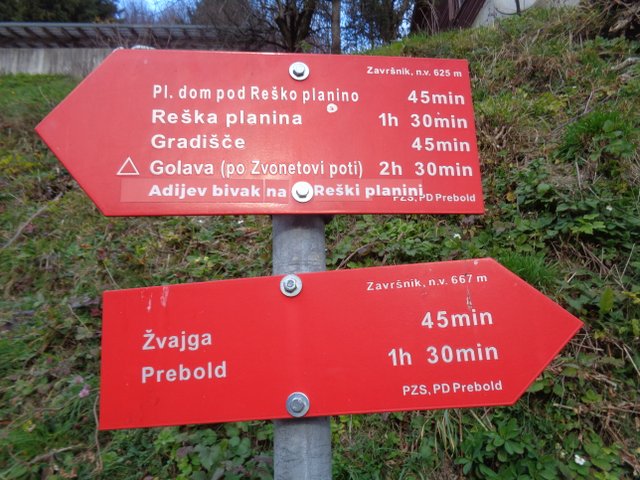 Završnik, n.v. 625 m
Pl. dom pod Reško planino 45min
Reška planina 1h 30min
Gradišče 45min
Golava (po Zvonetovi poti) 2h 30min
Adijev bivak na Reški planini
PZS, PD Prebold
Završnik, n.v. 667 m
Žvajga 45min
Prebold 1h 30min
PZS, PD Prebold